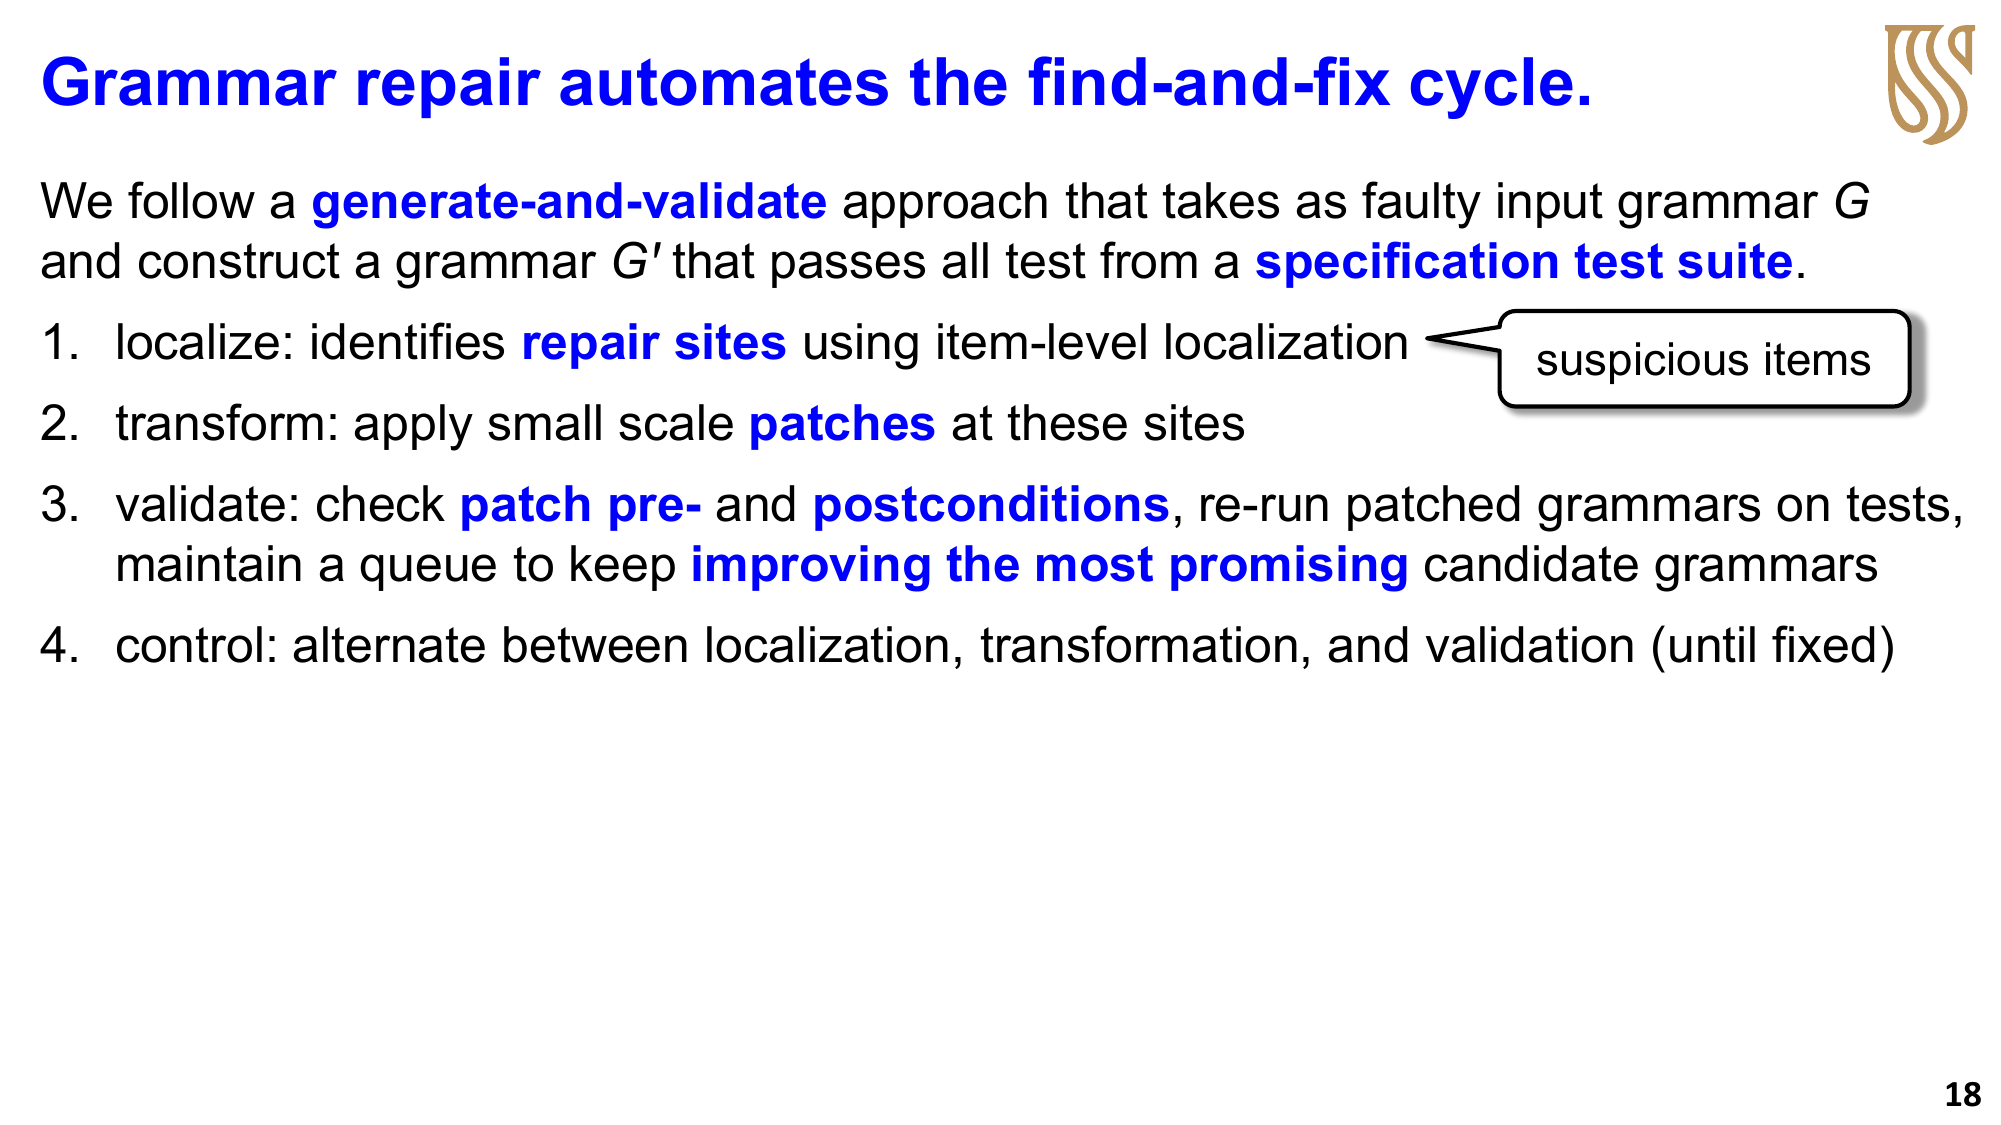 Grammar repair automates the find-and-fix cycle.
We follow a generate-and-validate approach that takes as faulty input grammar G
and construct a grammar G' that passes all test from a specification test suite.
1. localize: identifies repair sites using item-level localization
suspicious items
2. transform: apply small scale patches at these sites
3. validate: check patch pre- and postconditions, re-run patched grammars on tests,
maintain a queue to keep improving the most promising candidate grammars
4. control: alternate between localization, transformation, and validation (until fixed)
18